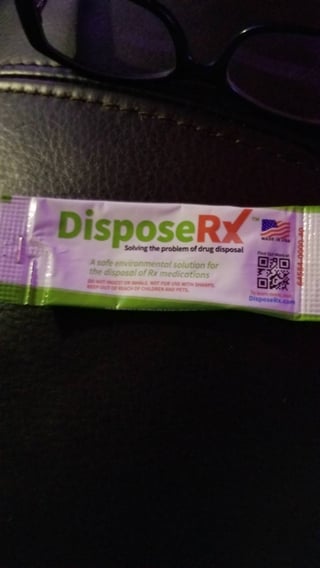 DisposeRx™
Solving the problem of drug disposal
MADE IN USA
A safe environmental solution for
the disposal of Rx medications
DO NOT INGEST OR INHALE. NOT FOR USE WITH SHARPS.
KEEP OUT OF REACH OF CHILDREN AND PETS.
DisposeRx.com